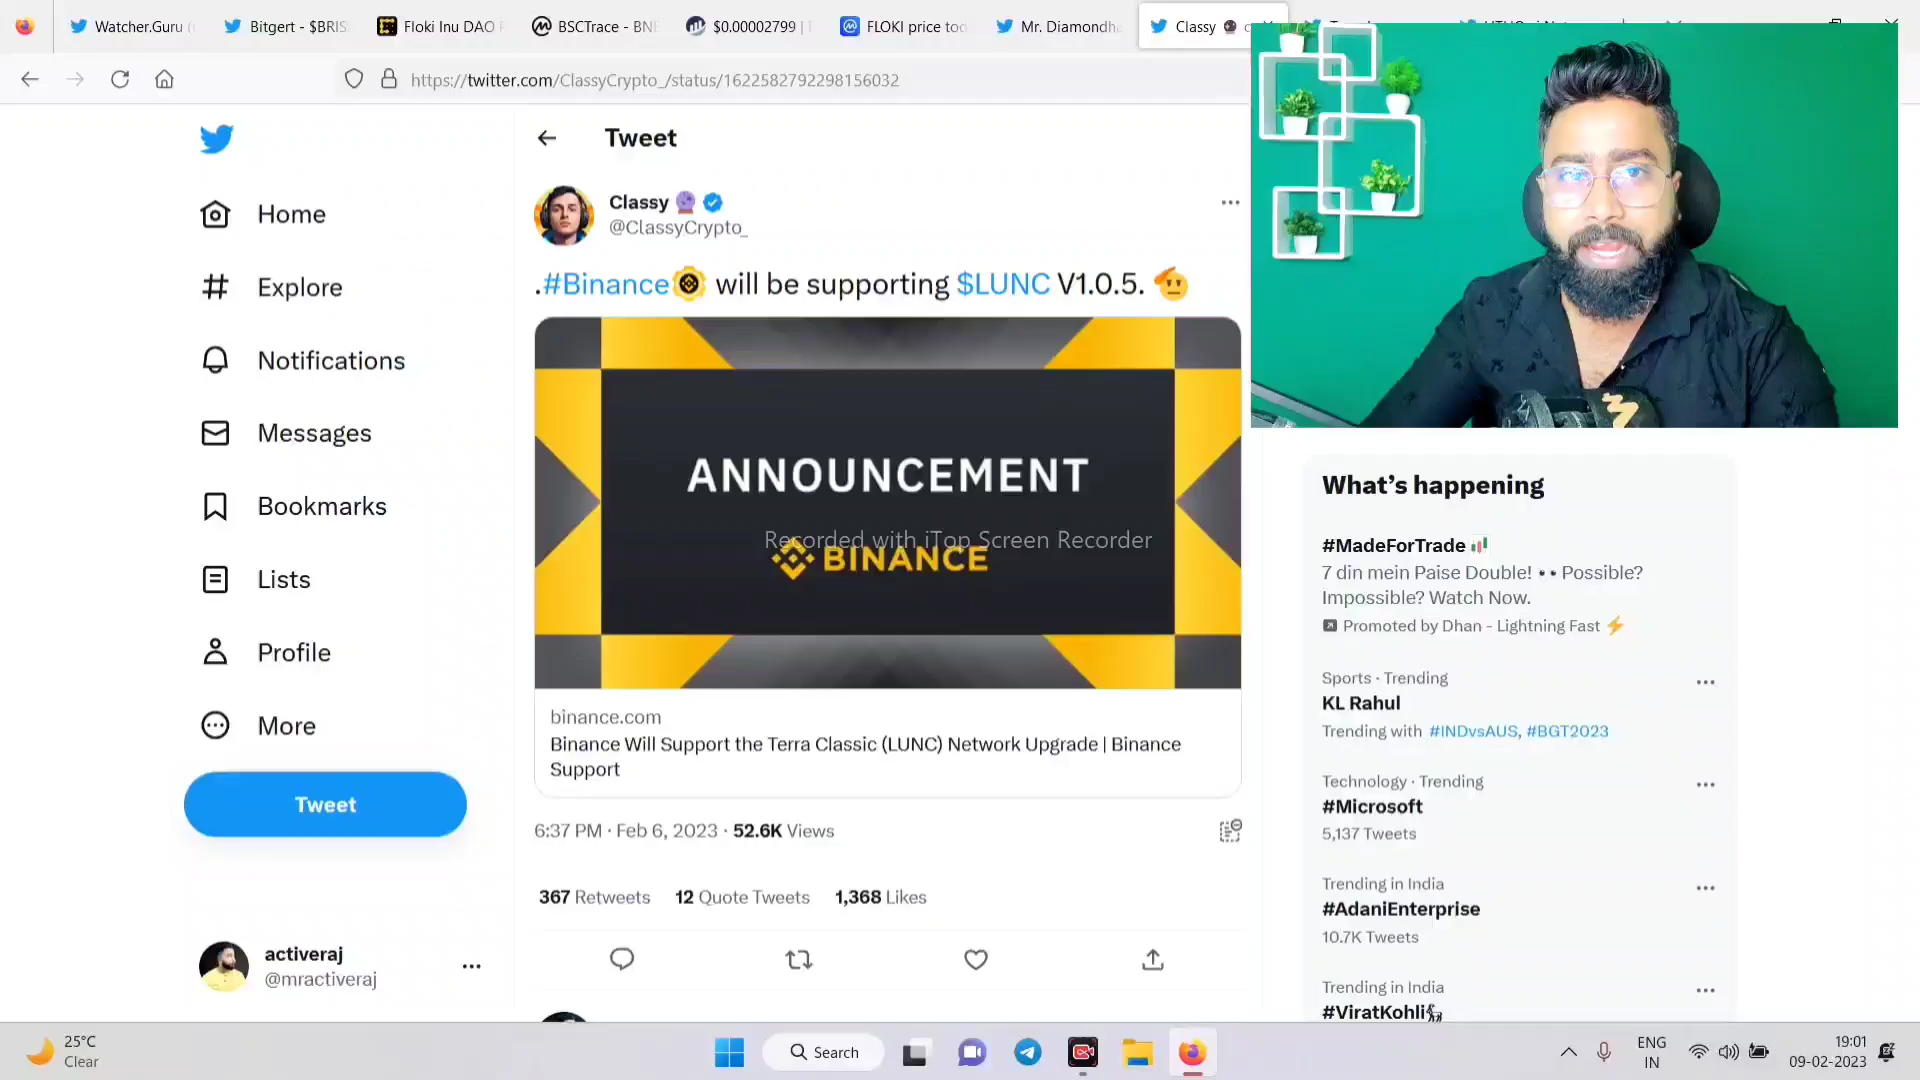 Watcher.Guru
Bitgert - $BRIS
Floki Inu DAO
BSCTrace - BN
$0.00002799 |
FLOKI price too
Mr. Diamondh
Classy
https://twitter.com/ClassyCrypto_/status/1622582792298156032
Tweet
Classy
@ClassyCrypto_
.#Binance will be supporting $LUNC V1.0.5.
Home
Explore
Notifications
Messages
Bookmarks
Lists
Profile
More
Tweet
activeraj
@mractiveraj
ANNOUNCEMENT
Recorded with iTop Screen Recorder
BINANCE
binance.com
Binance Will Support the Terra Classic (LUNC) Network Upgrade | Binance
Support
6:37 PM · Feb 6, 2023 · 52.6K Views
367 Retweets 12 Quote Tweets 1,368 Likes
What's happening
#MadeForTrade
7 din mein Paise Double! 👀 Possible?
Impossible? Watch Now.
Promoted by Dhan - Lightning Fast ⚡
Sports · Trending
KL Rahul
Trending with #INDvsAUS, #BGT2023
Technology · Trending
#Microsoft
5,137 Tweets
Trending in India
#AdaniEnterprise
10.7K Tweets
Trending in India
#ViratKohli
25°C
Clear
Search
ENG
IN
19:01
09-02-2023